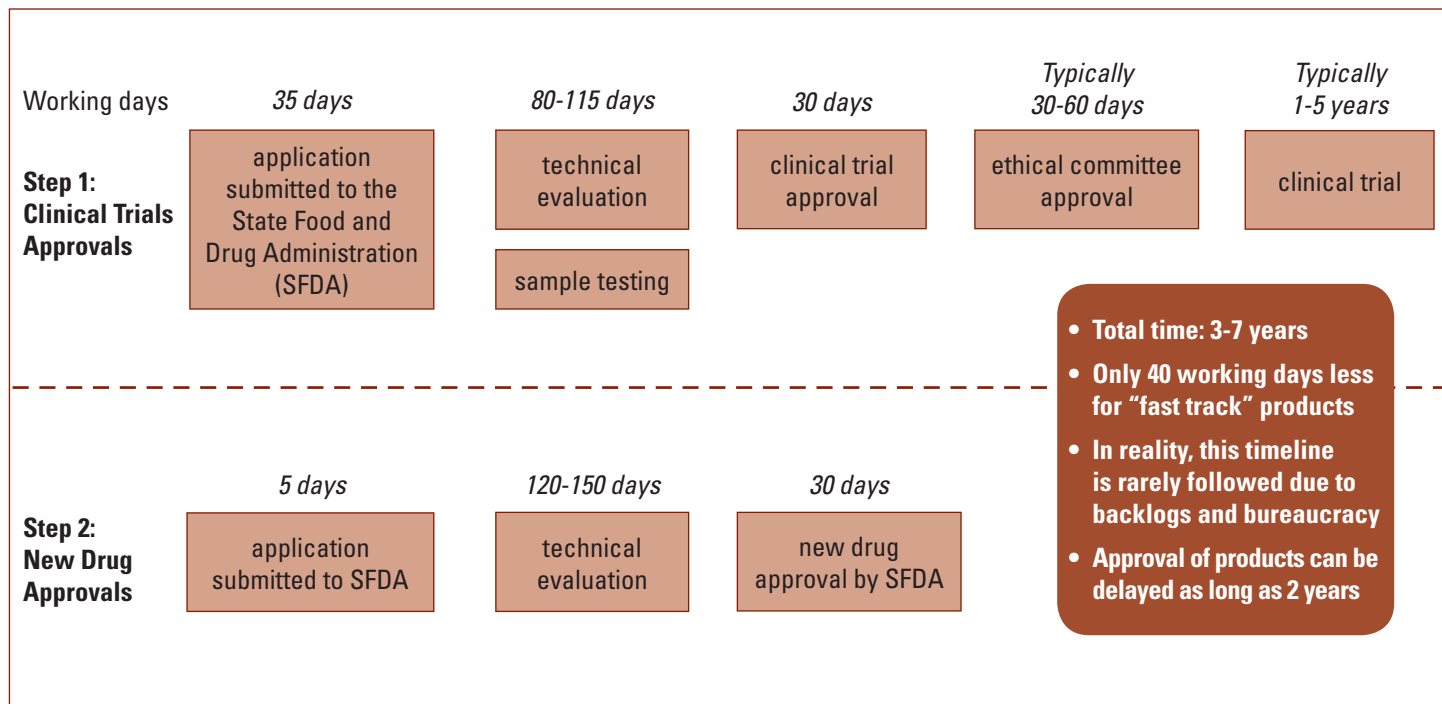 Working days
35 days
80-115 days
30 days
Typically
30-60 days
Typically
1-5 years
Step 1:
Clinical Trials
Approvals
application
submitted to the
State Food and
Drug Administration
(SFDA)
technical
evaluation
sample testing
clinical trial
approval
ethical committee
approval
clinical trial
• Total time: 3-7 years
• Only 40 working days less
for “fast track” products
• In reality, this timeline
is rarely followed due to
backlogs and bureaucracy
• Approval of products can be
delayed as long as 2 years
5 days
120-150 days
30 days
Step 2:
New Drug
Approvals
application
submitted to SFDA
technical
evaluation
new drug
approval by SFDA